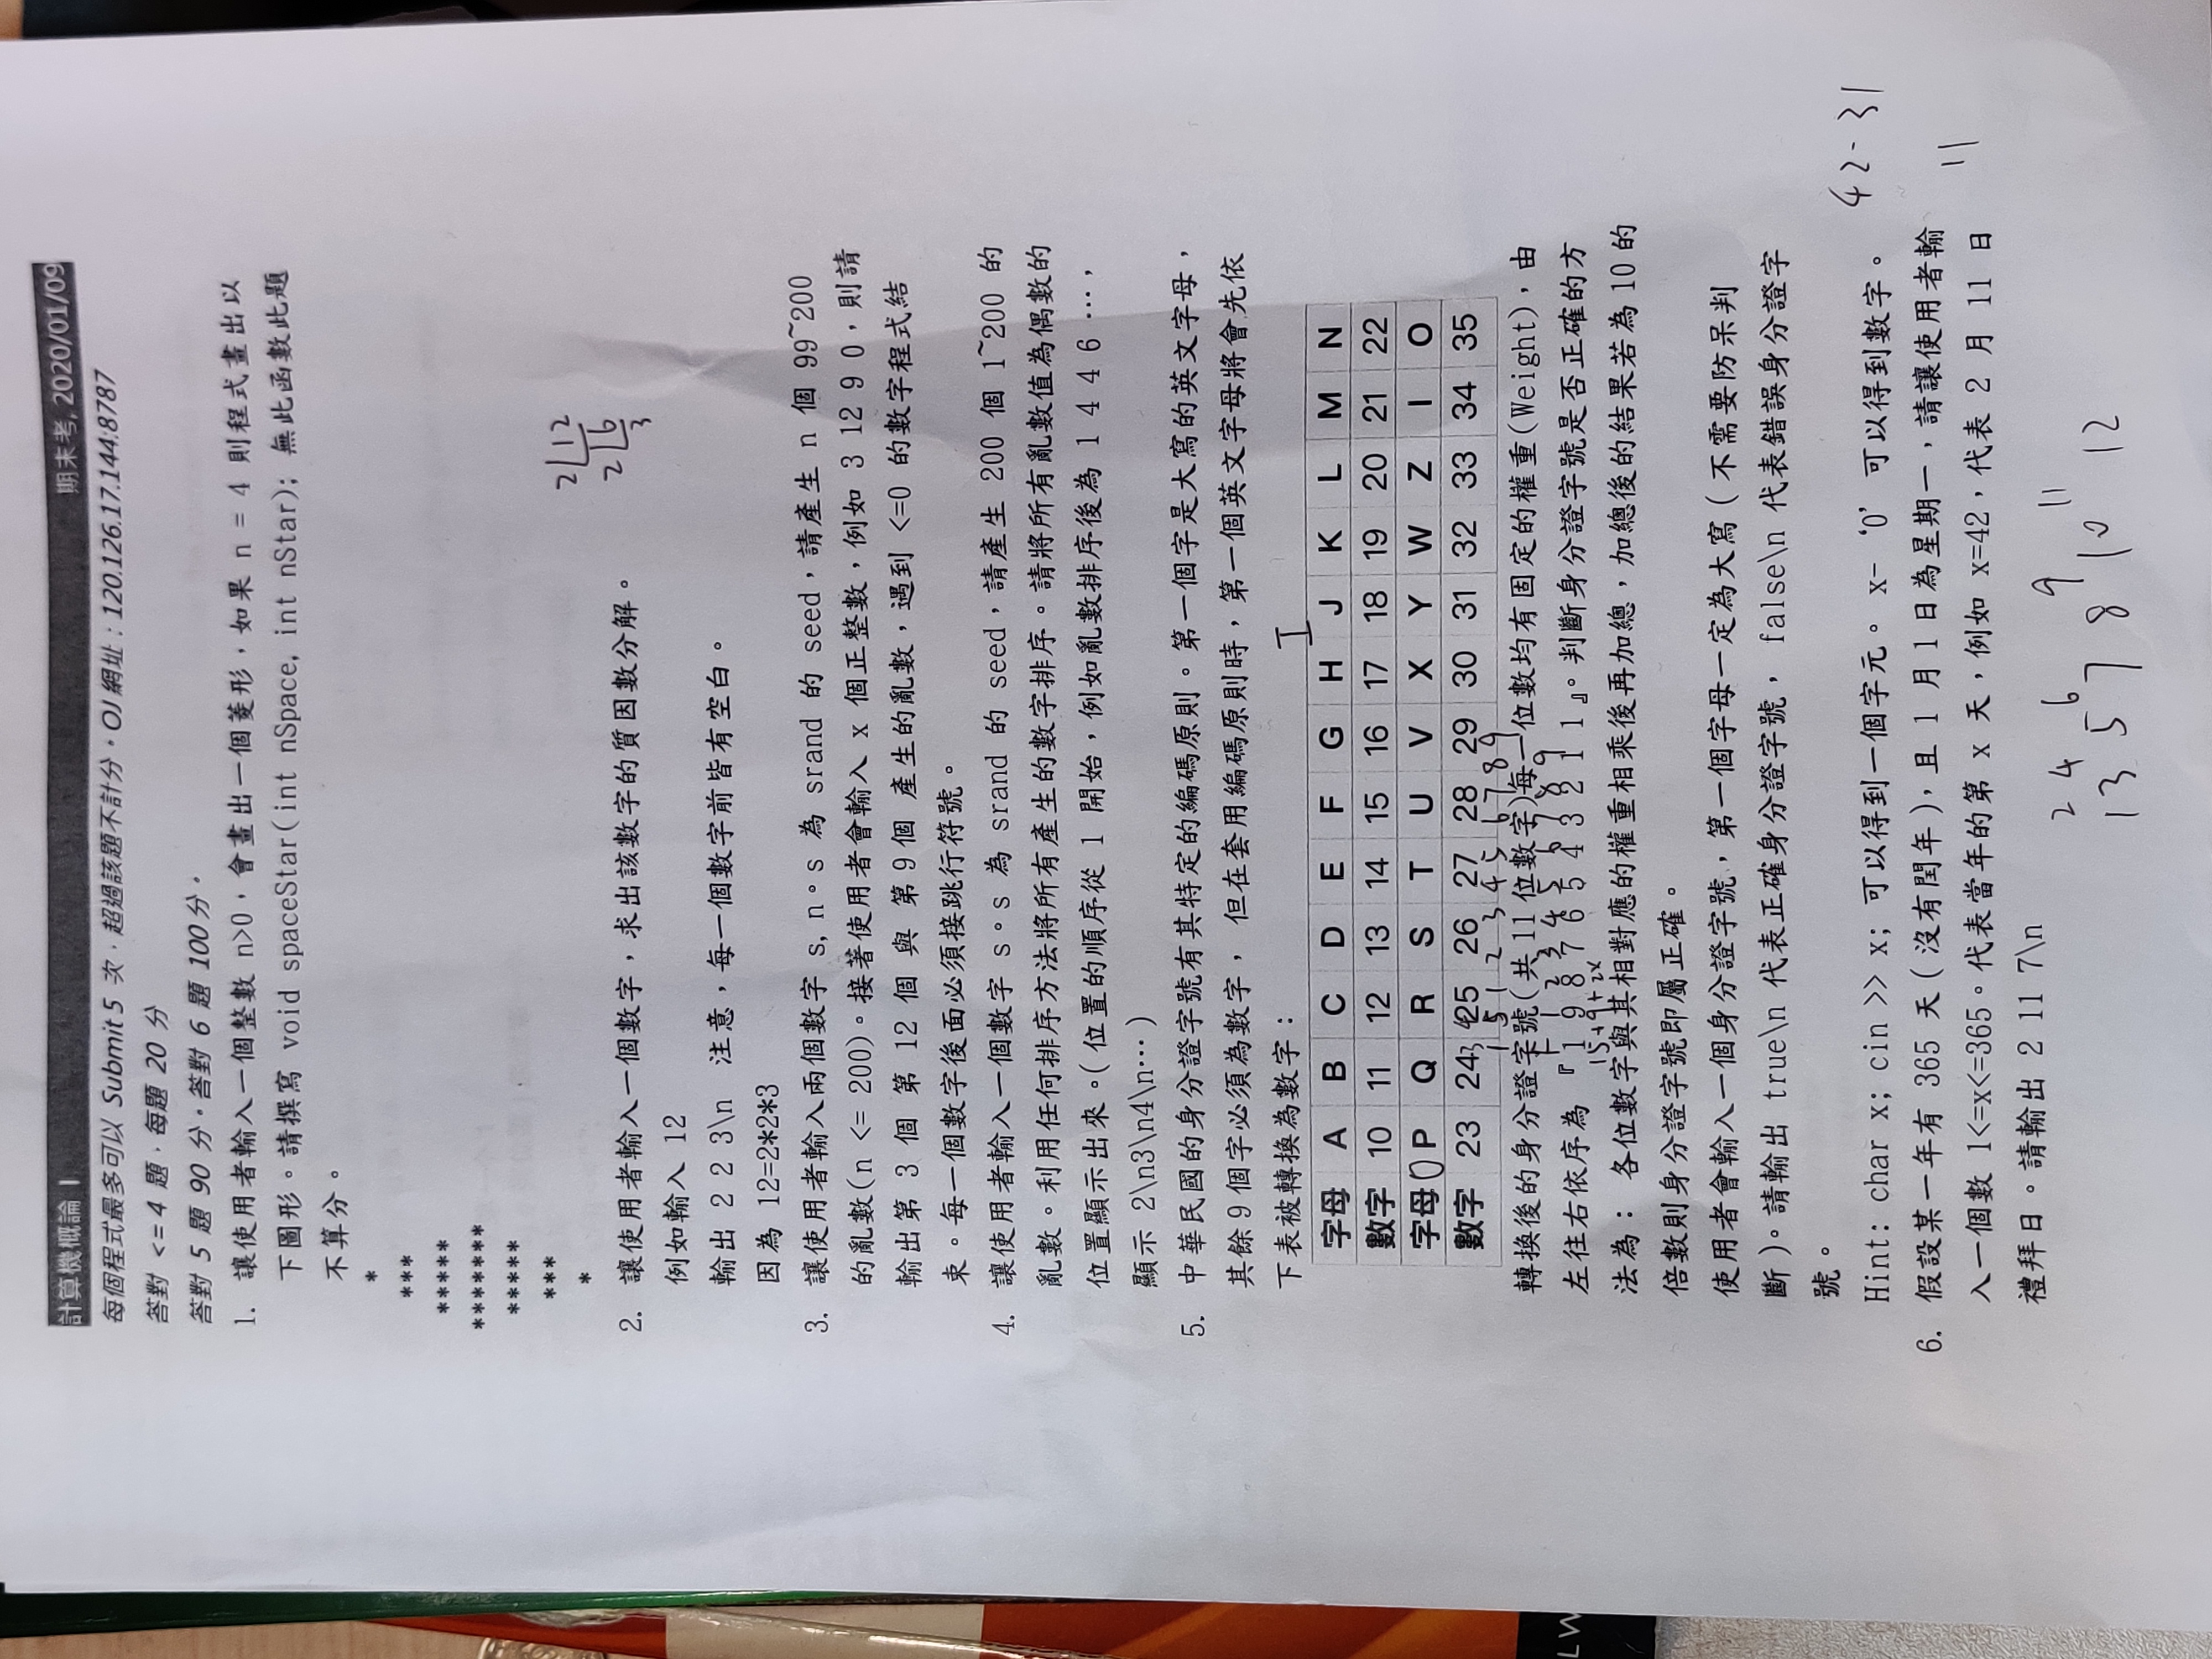 計算機概論 I 期末考, 2020/01/09
每個程式最多可以 Submit 5 次，超過該題不計分。OJ 網址：120.126.17.144:8787
答對 <=4 題，每題 20 分
答對 5 題 90 分。答對 6 題 100 分。
1. 讓使用者輸入一個整數 n>0，會畫出一個菱形，如果 n = 4 則程式畫出以
下圖形。請撰寫 void spaceStar(int nSpace, int nStar); 無此函數此題
不算分。
*
***
*****
*******
*****
***
*
2 12
2 6
3
2. 讓使用者輸入一個數字，求出該數字的質因數分解。
例如輸入 12
輸出 2 2 3\n 注意，每一個數字前皆有空白。
因為 12=2*2*3
3. 讓使用者輸入兩個數字 s, n。s 為 srand 的 seed，請產生 n 個 99~200
的亂數(n <= 200)。接著使用者會輸入 x 個正整數，例如 3 12 9 0，則請
輸出第 3 個 第 12 個 與 第 9 個 產生的亂數，遇到 <=0 的數字程式結
束。每一個數字後面必須接跳行符號。
4. 讓使用者輸入一個數字 s。s 為 srand 的 seed，請產生 200 個 1~200 的
亂數。利用任何排序方法將所有產生的數字排序。請將所有亂數值為偶數的
位置顯示出來。(位置的順序從 1 開始，例如亂數排序後為 1 4 4 6 …，
顯示 2\n3\n4\n…)
5. 中華民國的身分證字號有其特定的編碼原則。第一個字是大寫的英文字母，
其餘 9 個字必須為數字， 但在套用編碼原則時，第一個英文字母將會先依
下表被轉換為數字：
I
字母 A B C D E F G H J K L M N
數字 10 11 12 13 14 15 16 17 18 19 20 21 22
字母 O P Q R S T U V X Y W Z I O
數字 23 24 25 26 27 28 29 30 31 32 33 34 35
3 4
1 5 1 2 3 4 5 6 7 8 9
轉換後的身分證字號(共 11 位數字)每一位數均有固定的權重(Weight)，由
1 2 3 4 5 6 7 8 9
左往右依序為 『1 9 8 7 6 5 4 3 2 1 1』。判斷身分證字號是否正確的方
15+9+2x
法為： 各位數字與其相對應的權重相乘後再加總，加總後的結果若為 10 的
倍數則身分證字號即屬正確。
使用者會輸入一個身分證字號，第一個字母一定為大寫(不需要防呆判
斷)。請輸出 true\n 代表正確身分證字號， false\n 代表錯誤身分證字
號。
Hint: char x; cin >> x; 可以得到一個字元。 x- ‘0’ 可以得到數字。
42-31
11
6. 假設某一年有 365 天(沒有閏年)，且 1 月 1 日為星期一，請讓使用者輸
入一個數 1<=x<=365。代表當年的第 x 天，例如 x=42，代表 2 月 11 日
禮拜日。請輸出 2 11 7\n
2 4 6 9 11
1 3 5 7 8 10 12
LW